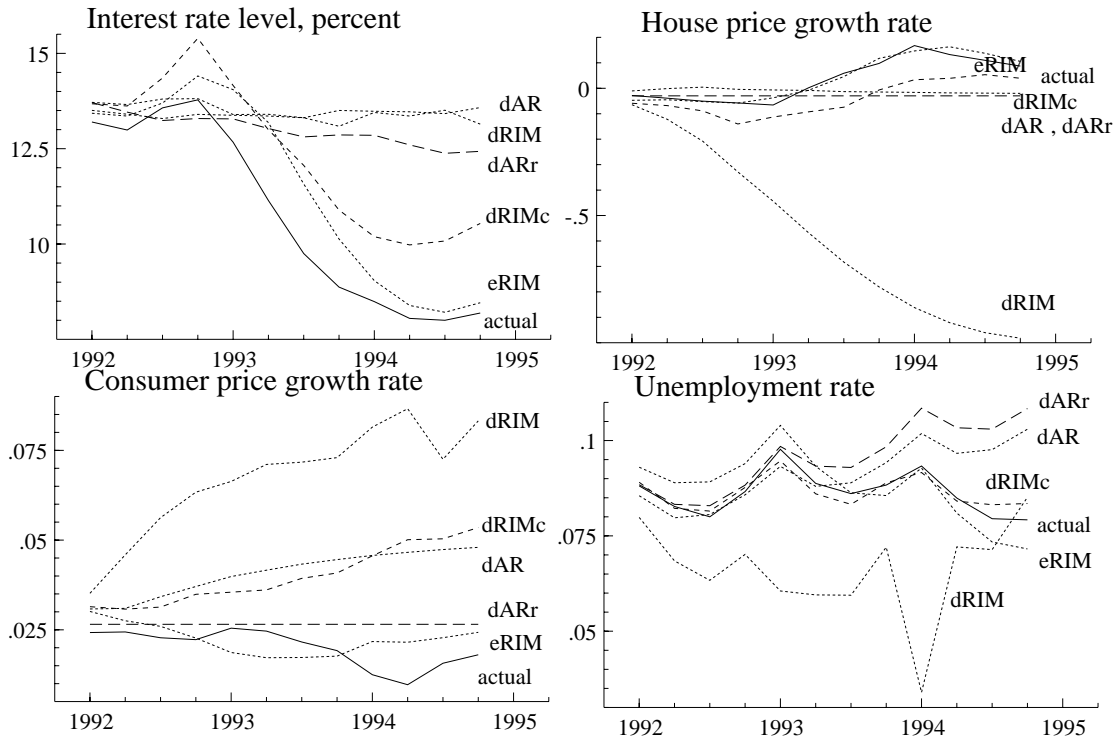 Interest rate level, percent
15
12.5
10
dAR
dRIM
dARr
dRIMc
eRIM
actual
1992 1993 1994 1995
House price growth rate
0
-.5
eRIM
actual
dRIMc
dAR , dARr
dRIM
1992 1993 1994 1995
Consumer price growth rate
.075
.05
.025
dRIM
dRIMc
dAR
dARr
eRIM
actual
1992 1993 1994 1995
Unemployment rate
.1
.075
.05
dARr
dAR
dRIMc
actual
eRIM
dRIM
1992 1993 1994 1995